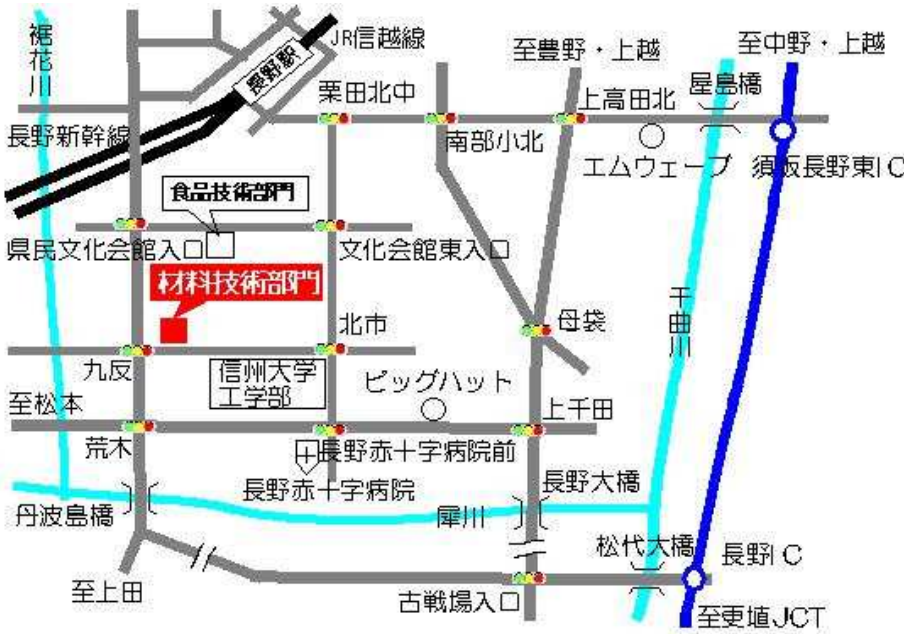 裾花川
JR信越線
長野駅
至豊野・上越
至中野・上越
栗田北中
上高田北
屋島橋
長野新幹線
南部小北
エムウェーブ
須坂長野東IC
食品技術部門
県民文化会館入口
文化会館東入口
材料技術部門
千曲川
北市
母袋
九反
信州大学
工学部
ビッグハット
至松本
上千田
荒木
長野赤十字病院前
長野赤十字病院
長野大橋
丹波島橋
犀川
松代大橋
長野IC
至上田
古戦場入口
至更埴JCT